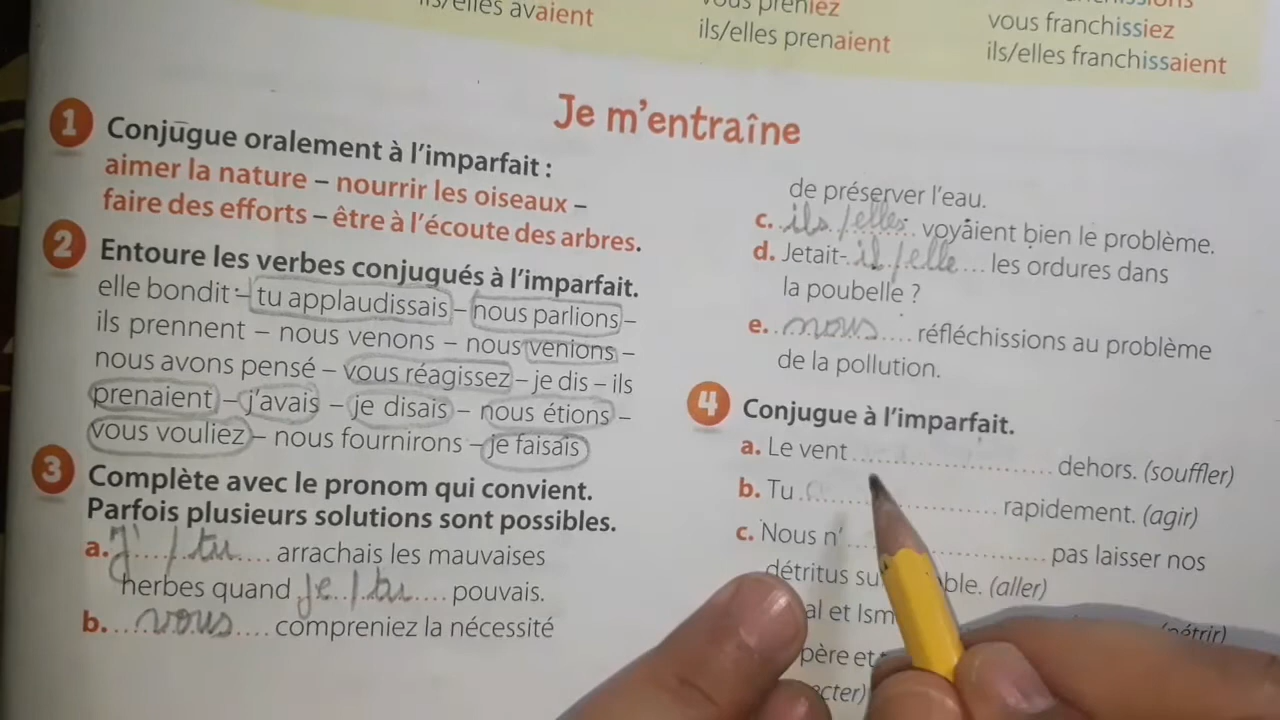 ils/elles avaient
vous preniez
ils/elles prenaient
vous franchissiez
ils/elles franchissaient
Je m'entraîne
1 Conjugue oralement à l'imparfait :
aimer la nature – nourrir les oiseaux –
faire des efforts – être à l'écoute des arbres.
2 Entoure les verbes conjugués à l'imparfait.
elle bondit – tu applaudissais – nous parlions –
ils prennent – nous venons – nous venions –
nous avons pensé – vous réagissez – je dis – ils
prenaient – j'avais – je disais – nous étions –
vous vouliez – nous fournirons – je faisais
3 Complète avec le pronom qui convient.
Parfois plusieurs solutions sont possibles.
a. J' / tu arrachais les mauvaises
herbes quand je / tu pouvais.
b. vous compreniez la nécessité
de préserver l'eau.
c. ils / elles voyaient bien le problème.
d. Jetait- il / elle ... les ordures dans
la poubelle ?
e. nous réfléchissions au problème
de la pollution.
4 Conjugue à l'imparfait.
a. Le vent .......... dehors. (souffler)
b. Tu .......... rapidement. (agir)
c. Nous n' .......... pas laisser nos
détritus ble. (aller)
et
père et